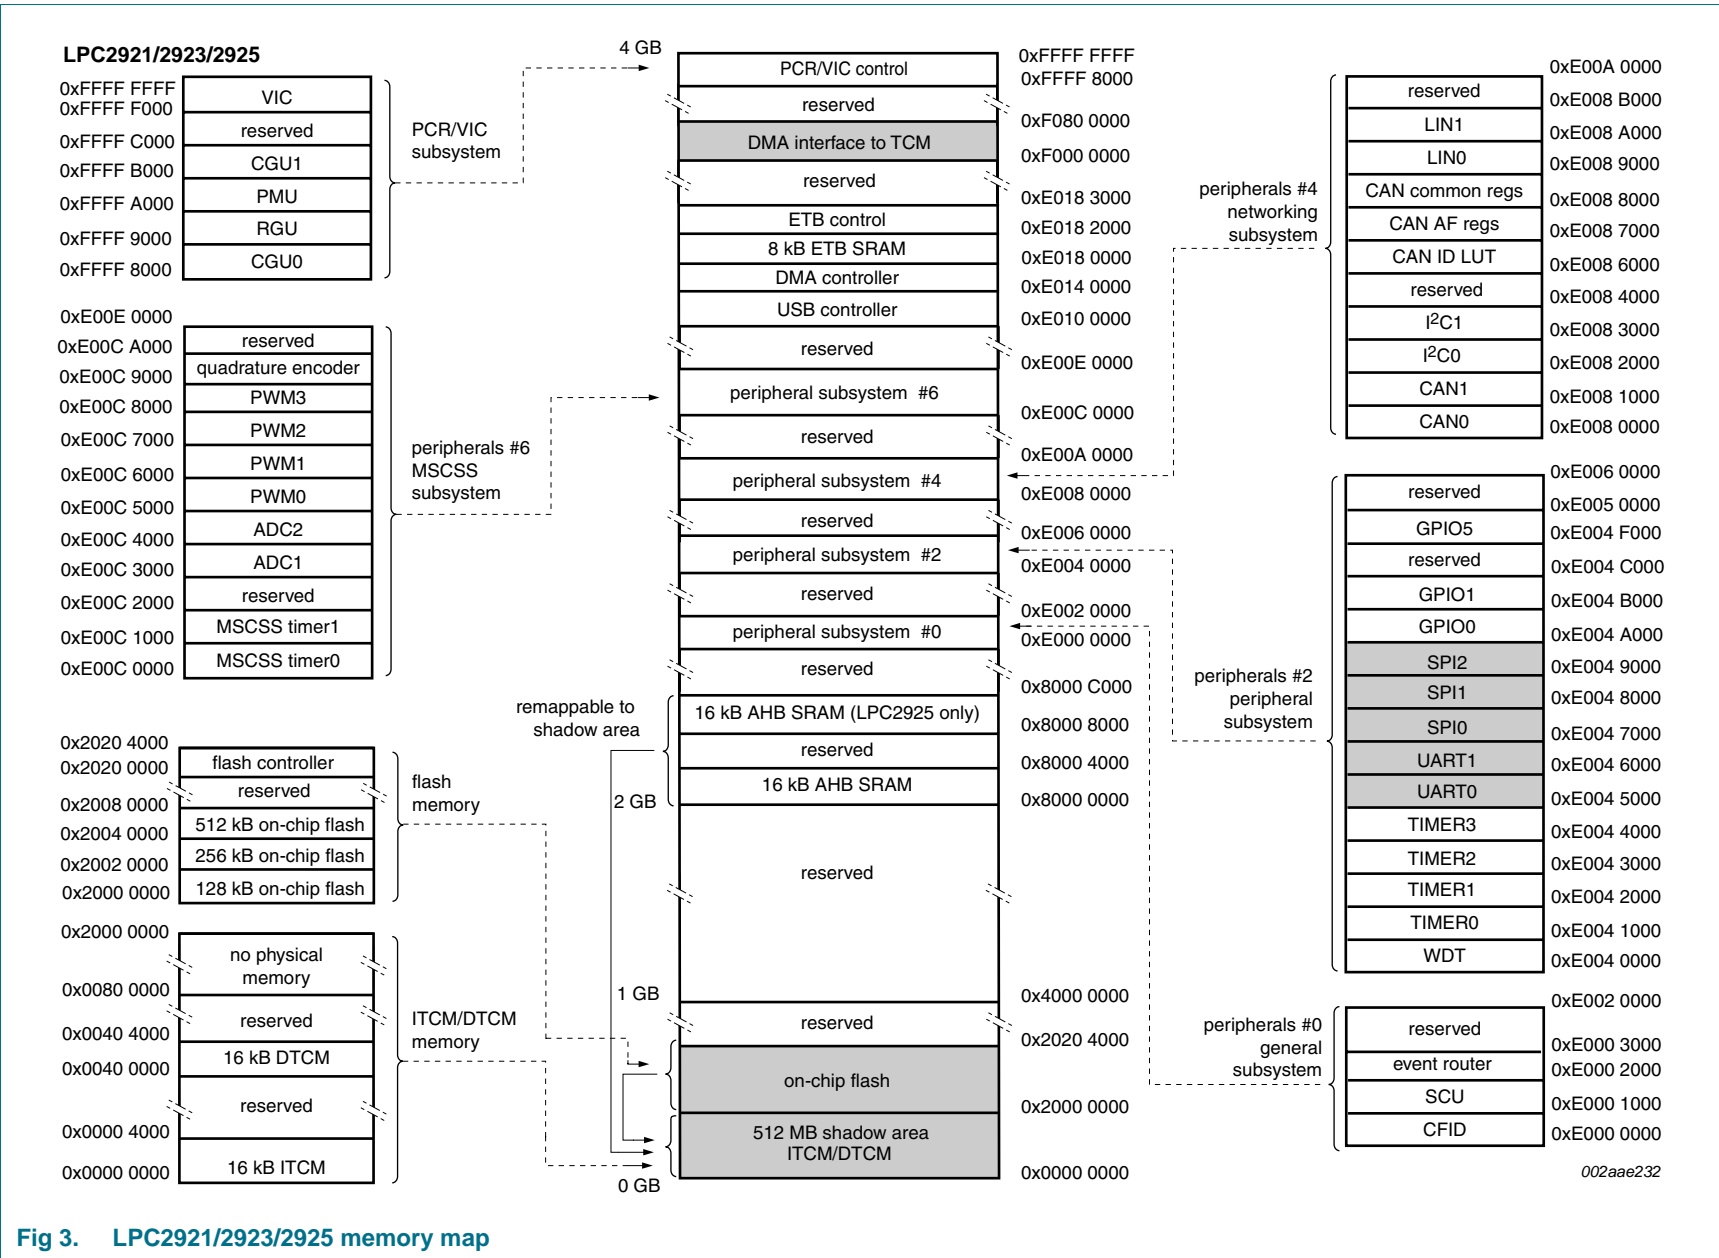 LPC2921/2923/2925
0xFFFF FFFF
0xFFFF F000
0xFFFF C000
0xFFFF B000
0xFFFF A000
0xFFFF 9000
0xFFFF 8000
VIC
reserved
CGU1
PMU
RGU
CGU0
PCR/VIC
subsystem
0xE00E 0000
0xE00C A000
0xE00C 9000
0xE00C 8000
0xE00C 7000
0xE00C 6000
0xE00C 5000
0xE00C 4000
0xE00C 3000
0xE00C 2000
0xE00C 1000
0xE00C 0000
reserved
quadrature encoder
PWM3
PWM2
PWM1
PWM0
ADC2
ADC1
reserved
MSCSS timer1
MSCSS timer0
peripherals #6
MSCSS
subsystem
0x2020 4000
0x2020 0000
0x2008 0000
0x2004 0000
0x2002 0000
0x2000 0000
flash controller
reserved
512 kB on-chip flash
256 kB on-chip flash
128 kB on-chip flash
flash
memory
0x2000 0000
0x0080 0000
0x0040 4000
0x0040 0000
0x0000 4000
0x0000 0000
no physical
memory
reserved
16 kB DTCM
reserved
16 kB ITCM
ITCM/DTCM
memory
4 GB
remappable to
shadow area
2 GB
1 GB
0 GB
PCR/VIC control
reserved
DMA interface to TCM
reserved
ETB control
8 kB ETB SRAM
DMA controller
USB controller
reserved
peripheral subsystem #6
reserved
peripheral subsystem #4
reserved
peripheral subsystem #2
reserved
peripheral subsystem #0
reserved
16 kB AHB SRAM (LPC2925 only)
reserved
16 kB AHB SRAM
reserved
reserved
on-chip flash
512 MB shadow area
ITCM/DTCM
0xFFFF FFFF
0xFFFF 8000
0xF080 0000
0xF000 0000
0xE018 3000
0xE018 2000
0xE018 0000
0xE014 0000
0xE010 0000
0xE00E 0000
0xE00C 0000
0xE00A 0000
0xE008 0000
0xE006 0000
0xE004 0000
0xE002 0000
0xE000 0000
0x8000 C000
0x8000 8000
0x8000 4000
0x8000 0000
0x4000 0000
0x2020 4000
0x2000 0000
0x0000 0000
peripherals #4
networking
subsystem
reserved
LIN1
LIN0
CAN common regs
CAN AF regs
CAN ID LUT
reserved
I2C1
I2C0
CAN1
CAN0
0xE00A 0000
0xE008 B000
0xE008 A000
0xE008 9000
0xE008 8000
0xE008 7000
0xE008 6000
0xE008 4000
0xE008 3000
0xE008 2000
0xE008 1000
0xE008 0000
peripherals #2
peripheral
subsystem
reserved
GPIO5
reserved
GPIO1
GPIO0
SPI2
SPI1
SPI0
UART1
UART0
TIMER3
TIMER2
TIMER1
TIMER0
WDT
0xE006 0000
0xE005 0000
0xE004 F000
0xE004 C000
0xE004 B000
0xE004 A000
0xE004 9000
0xE004 8000
0xE004 7000
0xE004 6000
0xE004 5000
0xE004 4000
0xE004 3000
0xE004 2000
0xE004 1000
0xE004 0000
peripherals #0
general
subsystem
reserved
event router
SCU
CFID
0xE002 0000
0xE000 3000
0xE000 2000
0xE000 1000
0xE000 0000
002aae232
Fig 3. LPC2921/2923/2925 memory map